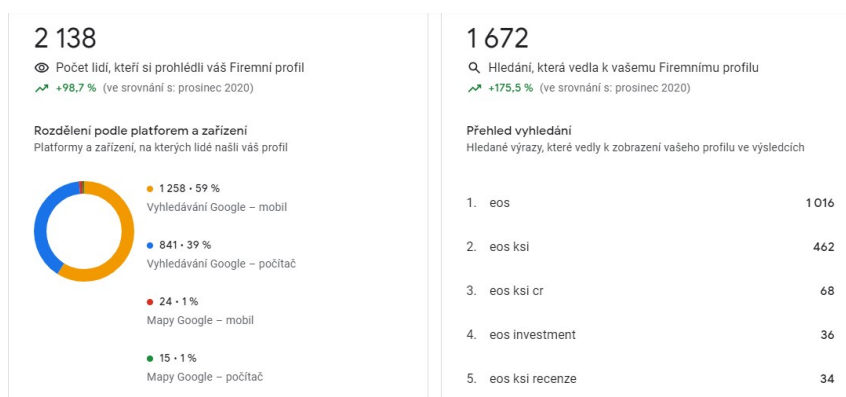 2 138
Počet lidí, kteří si prohlédli váš Firemní profil
+98,7 % (ve srovnání s: prosinec 2020)
Rozdělení podle platforem a zařízení
Platformy a zařízení, na kterých lidé našli váš profil
1 258 · 59 %
Vyhledávání Google – mobil
841 · 39 %
Vyhledávání Google – počítač
24 · 1 %
Mapy Google – mobil
15 · 1 %
Mapy Google – počítač
1 672
Hledání, která vedla k vašemu Firemnímu profilu
+175,5 % (ve srovnání s: prosinec 2020)
Přehled vyhledání
Hledané výrazy, které vedly k zobrazení vašeho profilu ve výsledcích
1. eos 1 016
2. eos ksi 462
3. eos ksi cr 68
4. eos investment 36
5. eos ksi recenze 34